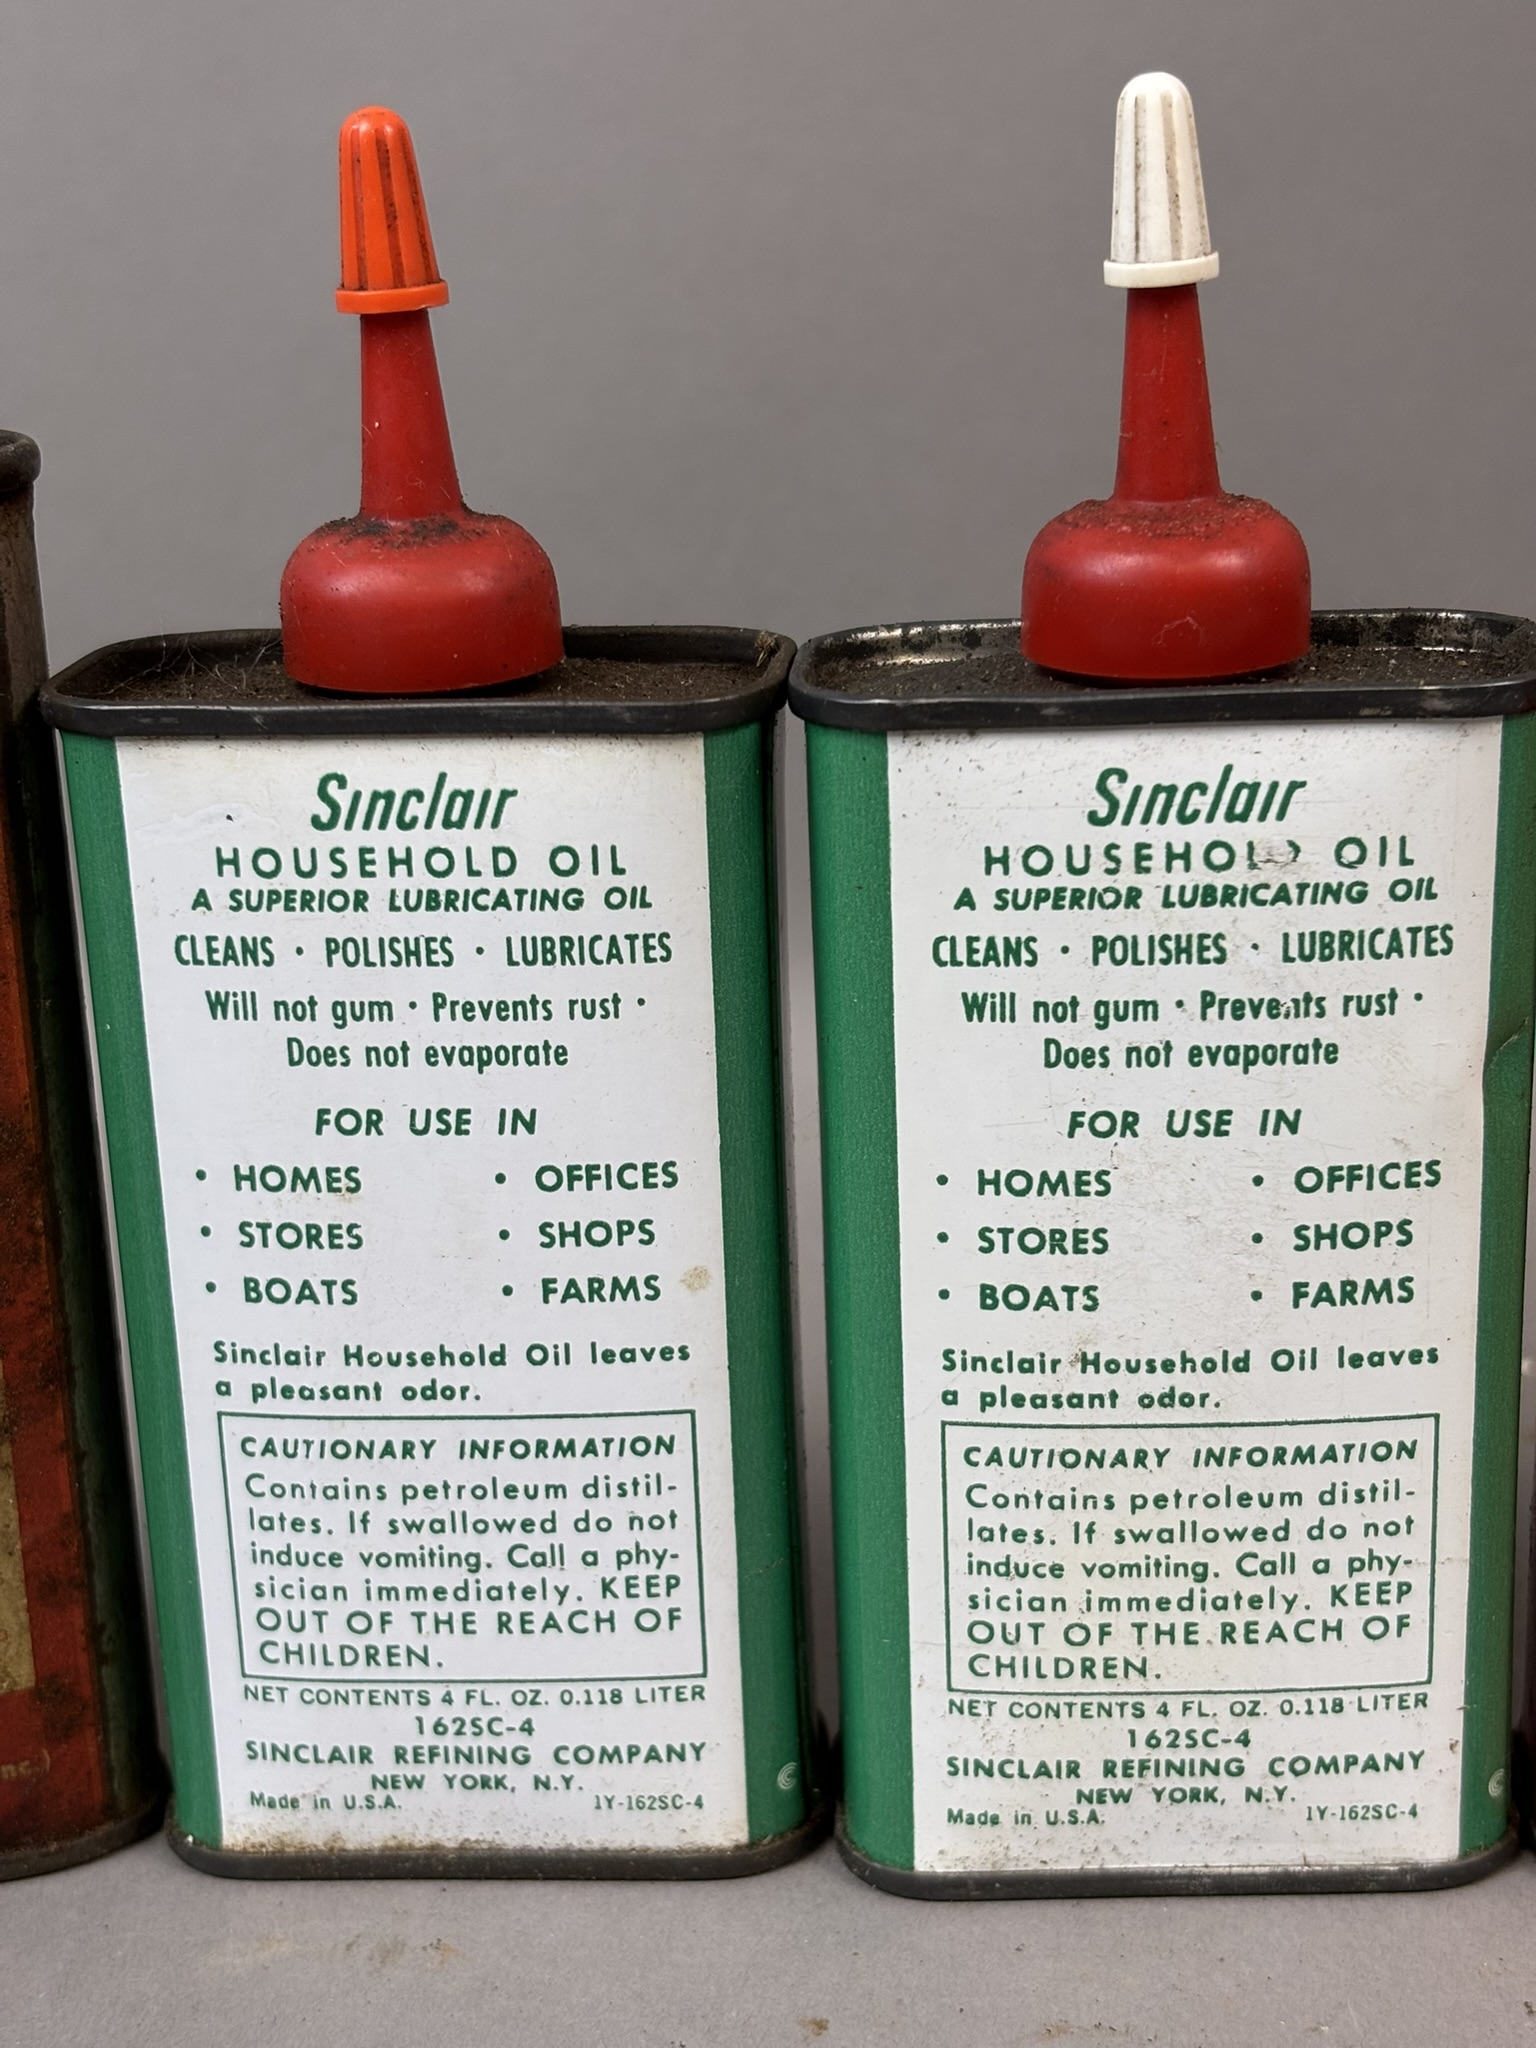 Sinclair
HOUSEHOLD OIL
A SUPERIOR LUBRICATING OIL
CLEANS · POLISHES · LUBRICATES
Will not gum · Prevents rust ·
Does not evaporate
FOR USE IN
· HOMES · OFFICES
· STORES · SHOPS
· BOATS · FARMS
Sinclair Household Oil leaves
a pleasant odor.
CAUTIONARY INFORMATION
Contains petroleum distil-
lates. If swallowed do not
induce vomiting. Call a phy-
sician immediately. KEEP
OUT OF THE REACH OF
CHILDREN.
NET CONTENTS 4 FL. OZ. 0.118 LITER
162SC-4
SINCLAIR REFINING COMPANY
NEW YORK, N.Y.
Made in U.S.A. 1Y-162SC-4
Sinclair
HOUSEHOLD OIL
A SUPERIOR LUBRICATING OIL
CLEANS · POLISHES · LUBRICATES
Will not gum · Prevents rust ·
Does not evaporate
FOR USE IN
· HOMES · OFFICES
· STORES · SHOPS
· BOATS · FARMS
Sinclair Household Oil leaves
a pleasant odor.
CAUTIONARY INFORMATION
Contains petroleum distil-
lates. If swallowed do not
induce vomiting. Call a phy-
sician immediately. KEEP
OUT OF THE REACH OF
CHILDREN.
NET CONTENTS 4 FL. OZ. 0.118 LITER
162SC-4
SINCLAIR REFINING COMPANY
NEW YORK, N.Y.
Made in U.S.A. 1Y-162SC-4